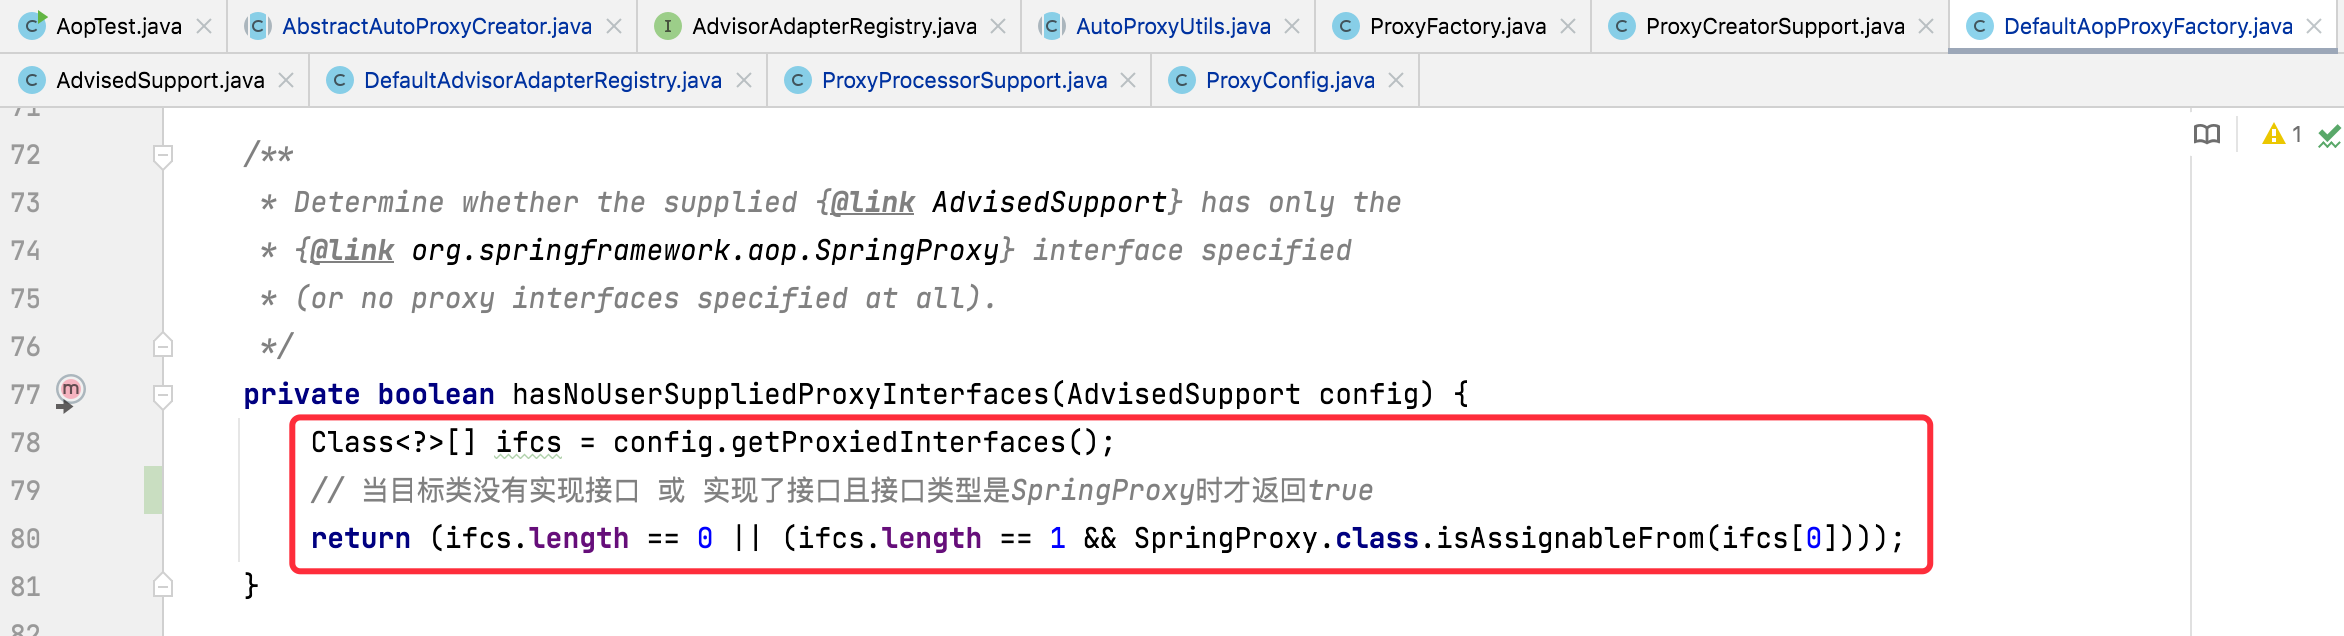 AopTest.java AbstractAutoProxyCreator.java AdvisorAdapterRegistry.java AutoProxyUtils.java ProxyFactory.java ProxyCreatorSupport.java DefaultAopProxyFactory.java
AdvisedSupport.java DefaultAdvisorAdapterRegistry.java ProxyProcessorSupport.java ProxyConfig.java
71
1
72 /**
73 * Determine whether the supplied {@link AdvisedSupport} has only the
74 * {@link org.springframework.aop.SpringProxy} interface specified
75 * (or no proxy interfaces specified at all).
76 */
77 private boolean hasNoUserSuppliedProxyInterfaces(AdvisedSupport config) {
78 Class<?>[] ifcs = config.getProxiedInterfaces();
79 // 当目标类没有实现接口 或 实现了接口且接口类型是SpringProxy时才返回true
80 return (ifcs.length == 0 || (ifcs.length == 1 && SpringProxy.class.isAssignableFrom(ifcs[0])));
81 }
82